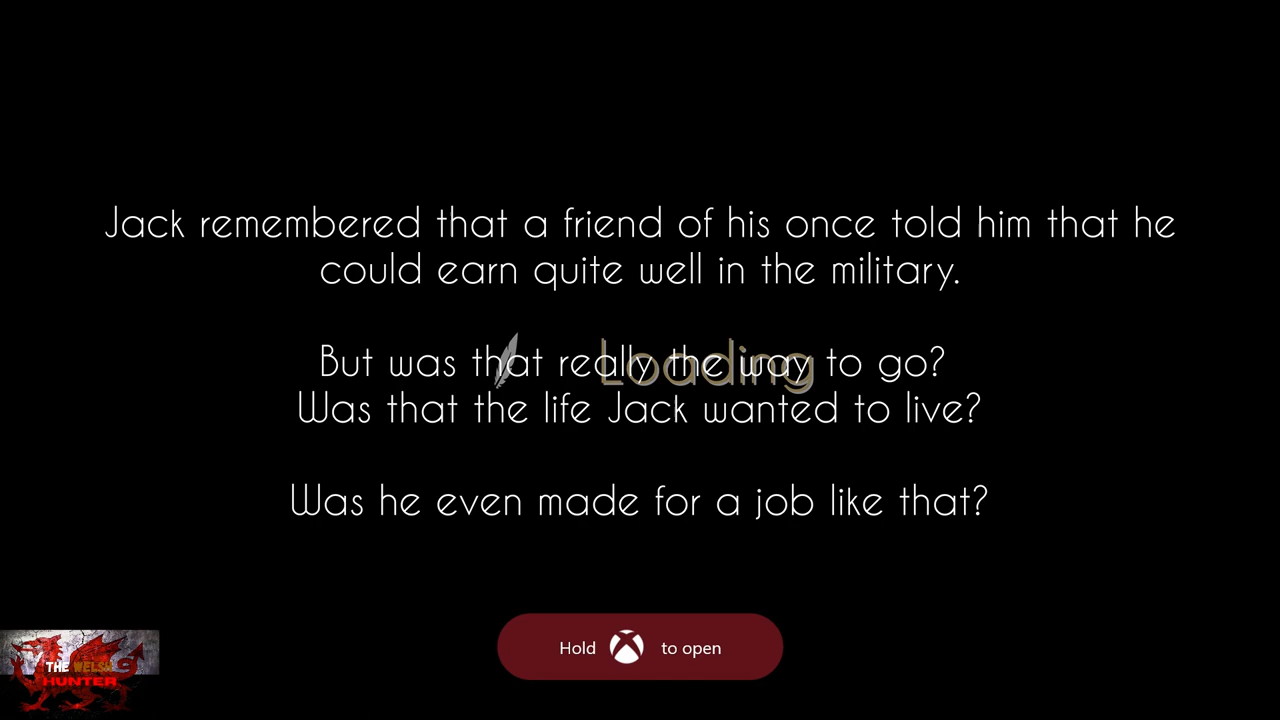 Jack remembered that a friend of his once told him that he
could earn quite well in the military.
But was that really the way to go?
Loading
Was that the life Jack wanted to live?
Was he even made for a job like that?
Hold to open
THE WELSH
HUNTER